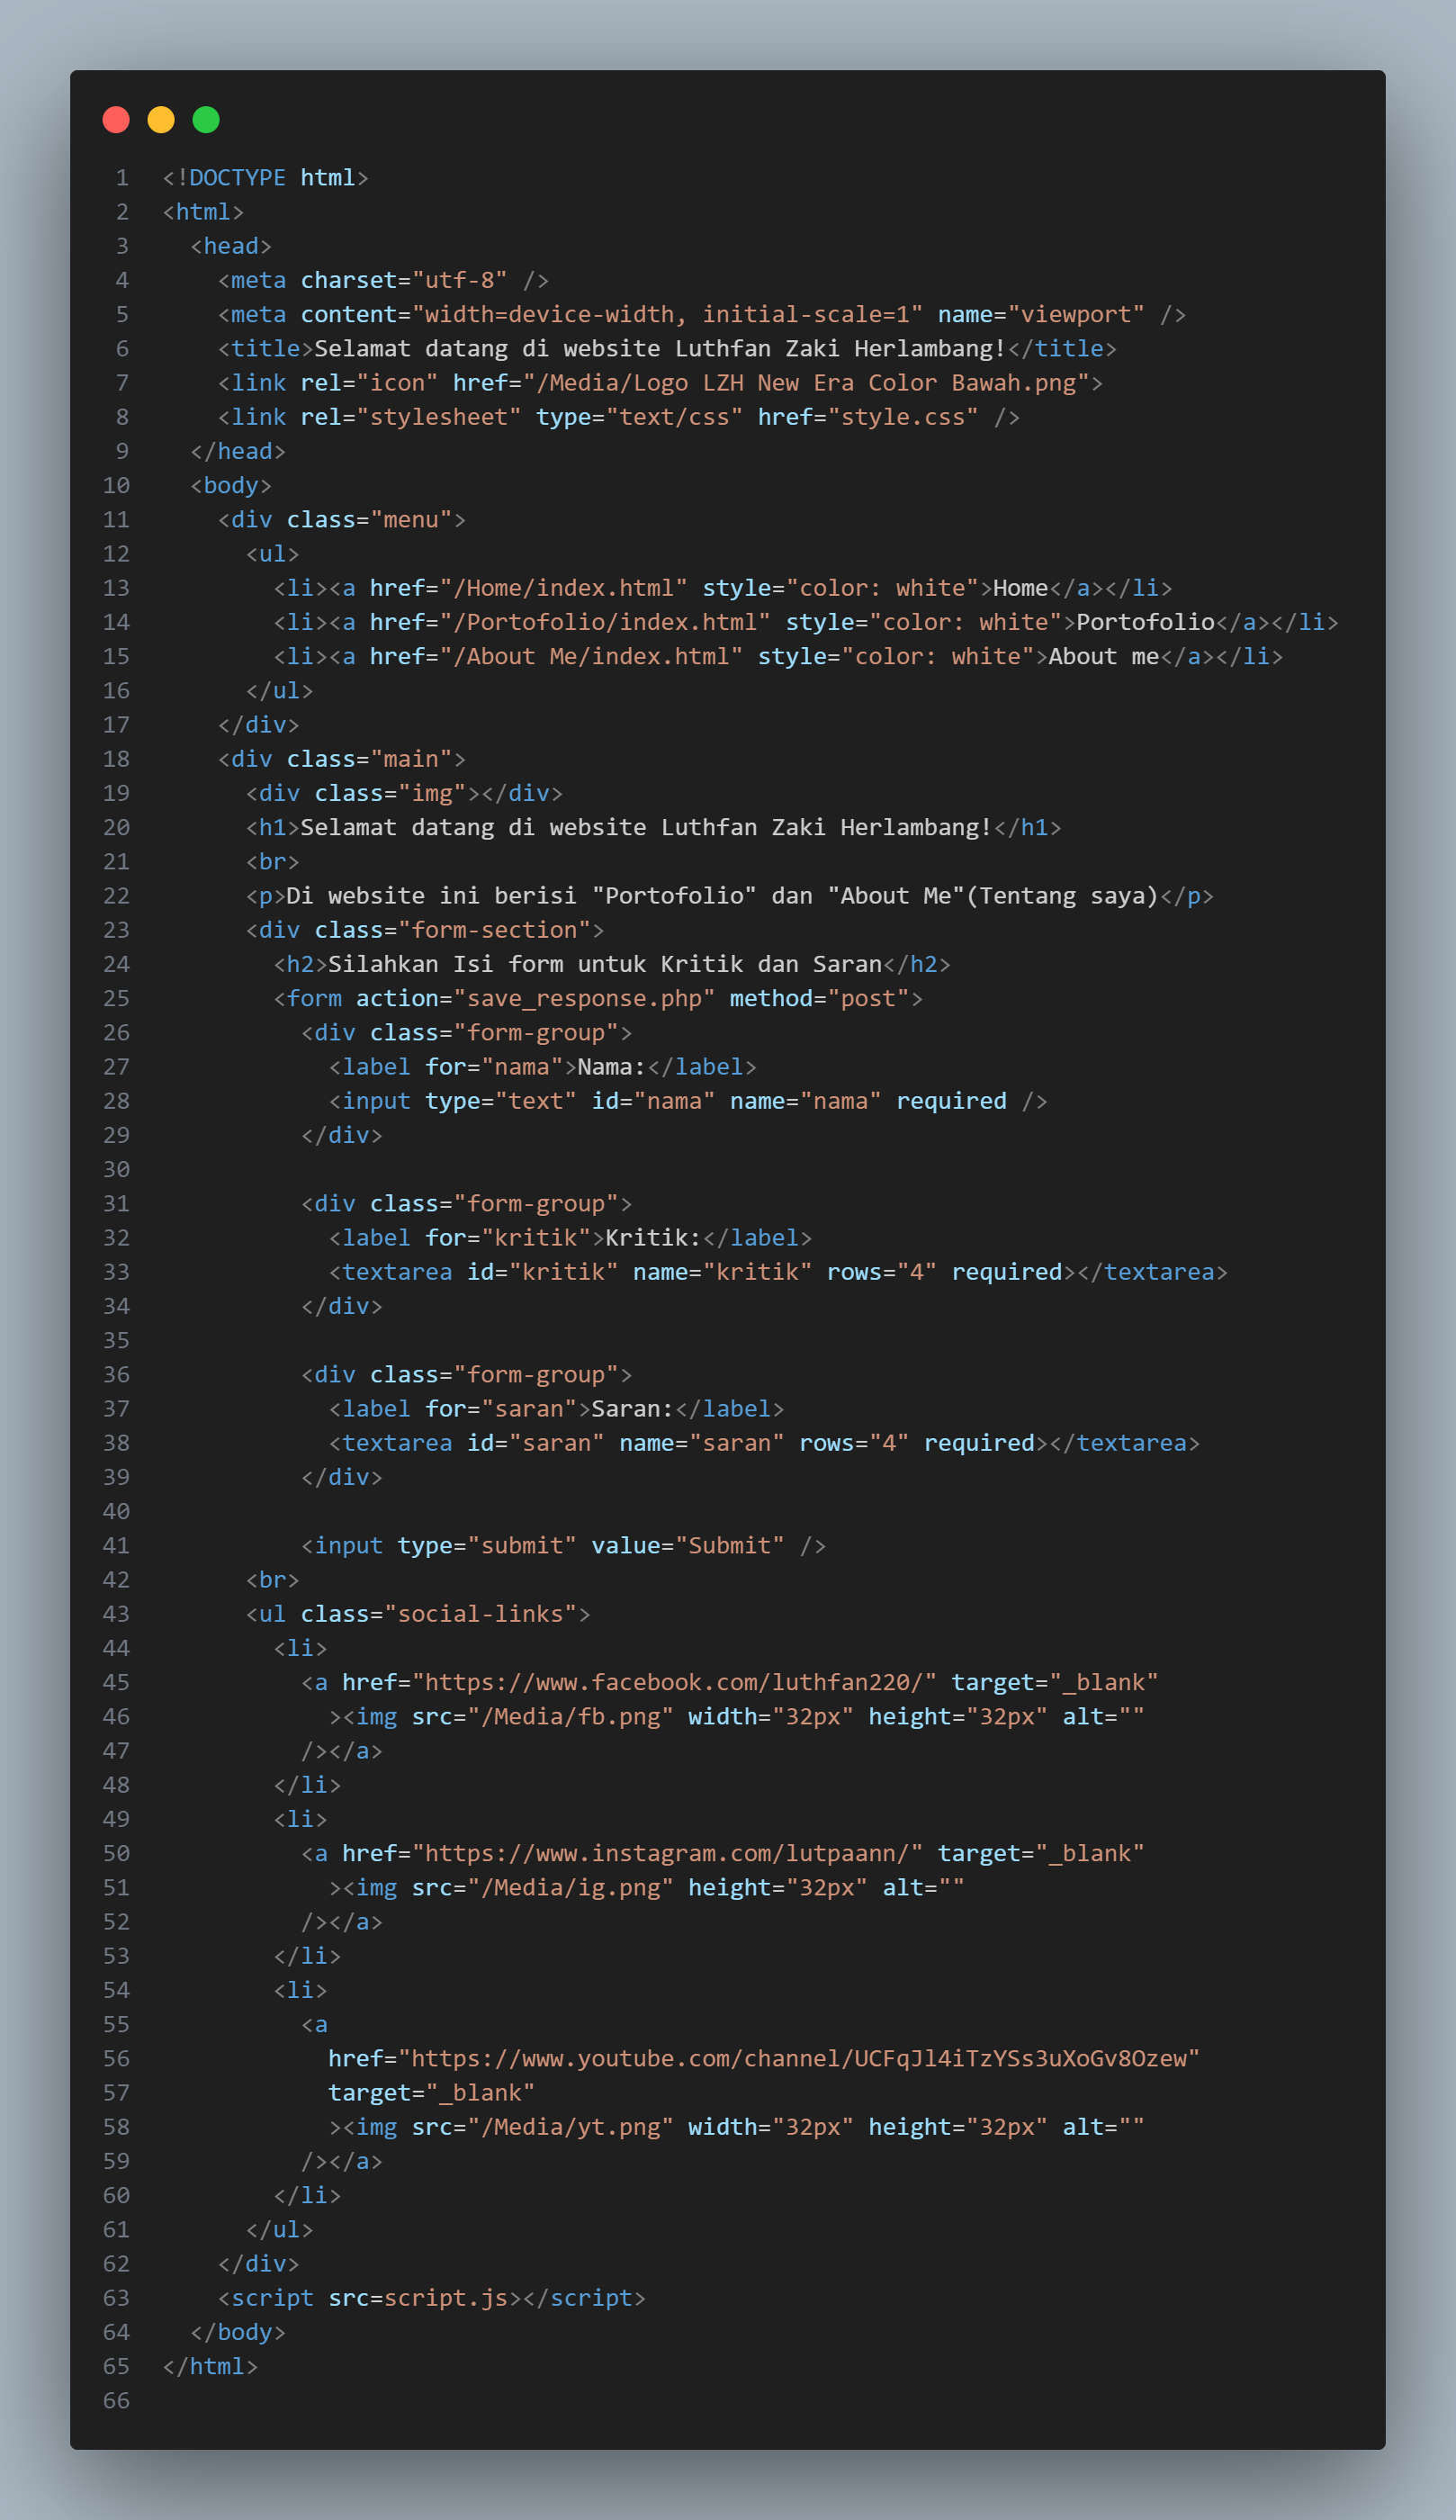 1 <!DOCTYPE html>
2 <html>
3   <head>
4     <meta charset="utf-8" />
5     <meta content="width=device-width, initial-scale=1" name="viewport" />
6     <title>Selamat datang di website Luthfan Zaki Herlambang!</title>
7     <link rel="icon" href="/Media/Logo LZH New Era Color Bawah.png">
8     <link rel="stylesheet" type="text/css" href="style.css" />
9   </head>
10   <body>
11     <div class="menu">
12       <ul>
13         <li><a href="/Home/index.html" style="color: white">Home</a></li>
14         <li><a href="/Portofolio/index.html" style="color: white">Portofolio</a></li>
15         <li><a href="/About Me/index.html" style="color: white">About me</a></li>
16       </ul>
17     </div>
18     <div class="main">
19       <div class="img"></div>
20       <h1>Selamat datang di website Luthfan Zaki Herlambang!</h1>
21       <br>
22       <p>Di website ini berisi "Portofolio" dan "About Me"(Tentang saya)</p>
23       <div class="form-section">
24         <h2>Silahkan Isi form untuk Kritik dan Saran</h2>
25         <form action="save_response.php" method="post">
26           <div class="form-group">
27             <label for="nama">Nama:</label>
28             <input type="text" id="nama" name="nama" required />
29           </div>
30
31           <div class="form-group">
32             <label for="kritik">Kritik:</label>
33             <textarea id="kritik" name="kritik" rows="4" required></textarea>
34           </div>
35
36           <div class="form-group">
37             <label for="saran">Saran:</label>
38             <textarea id="saran" name="saran" rows="4" required></textarea>
39           </div>
40
41           <input type="submit" value="Submit" />
42       <br>
43       <ul class="social-links">
44         <li>
45           <a href="https://www.facebook.com/luthfan220/" target="_blank"
46             ><img src="/Media/fb.png" width="32px" height="32px" alt=""
47           /></a>
48         </li>
49         <li>
50           <a href="https://www.instagram.com/lutpaann/" target="_blank"
51             ><img src="/Media/ig.png" height="32px" alt=""
52           /></a>
53         </li>
54         <li>
55           <a
56             href="https://www.youtube.com/channel/UCFqJl4iTzYSs3uXoGv8Ozew"
57             target="_blank"
58             ><img src="/Media/yt.png" width="32px" height="32px" alt=""
59           /></a>
60         </li>
61       </ul>
62     </div>
63     <script src=script.js></script>
64   </body>
65 </html>
66